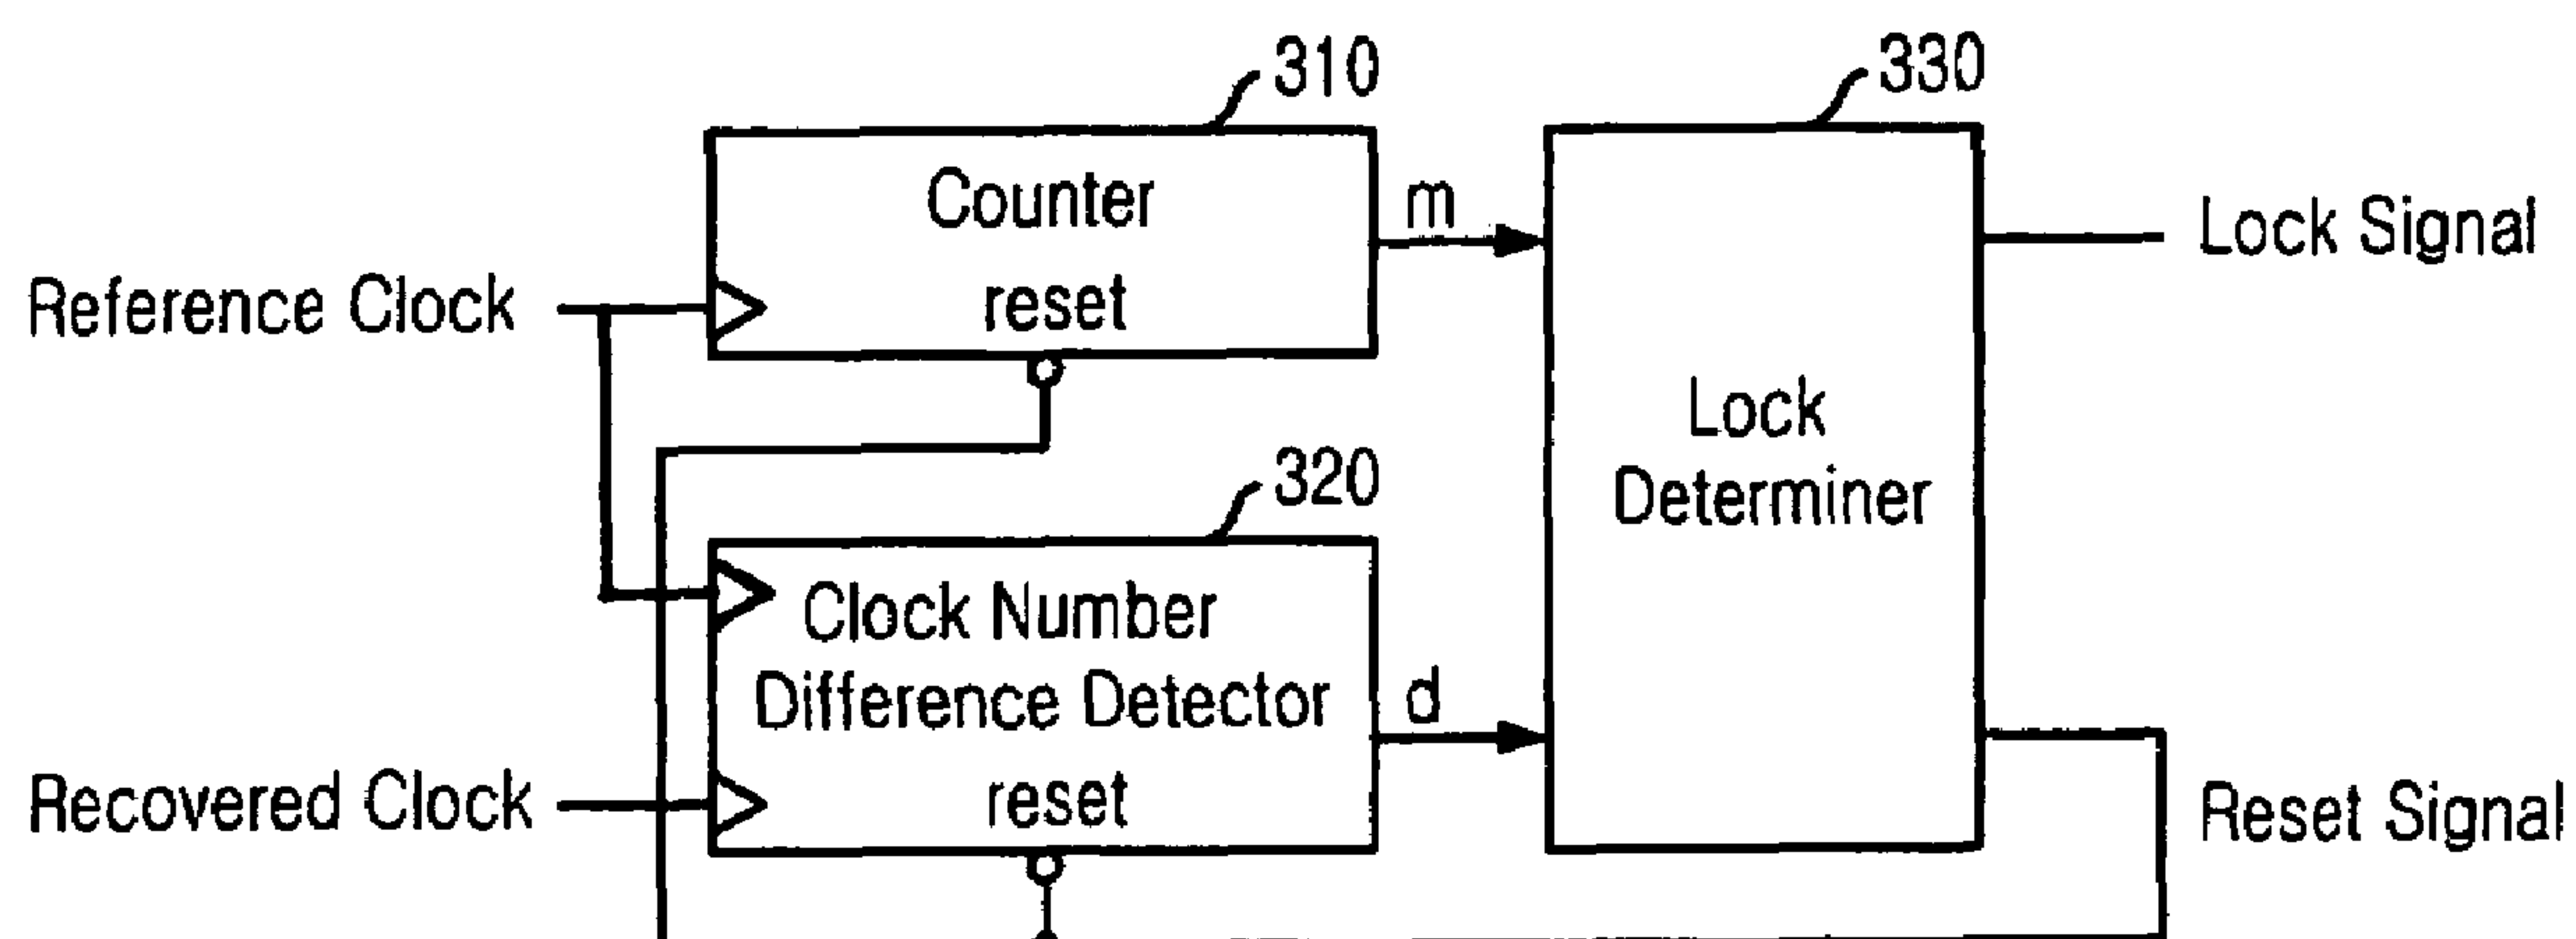 310
330
Counter
reset
m
Lock Signal
Reference Clock
Lock
Determiner
320
Clock Number
Difference Detector
reset
d
Recovered Clock
Reset Signal